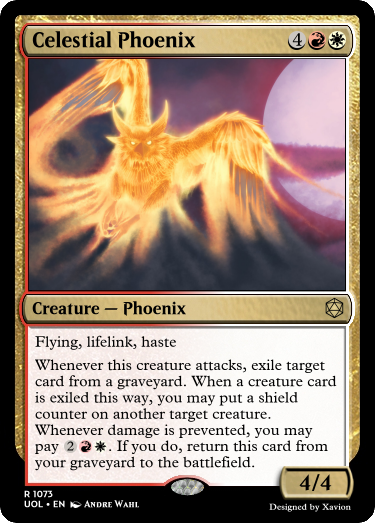 Celestial Phoenix 4
Creature — Phoenix
Flying, lifelink, haste
Whenever this creature attacks, exile target
card from a graveyard. When a creature card
is exiled this way, you may put a shield
counter on another target creature.
Whenever damage is prevented, you may
pay 2. If you do, return this card from
your graveyard to the battlefield.
4/4
R 1073
UOL • EN Andre Wahl
Designed by Xavion